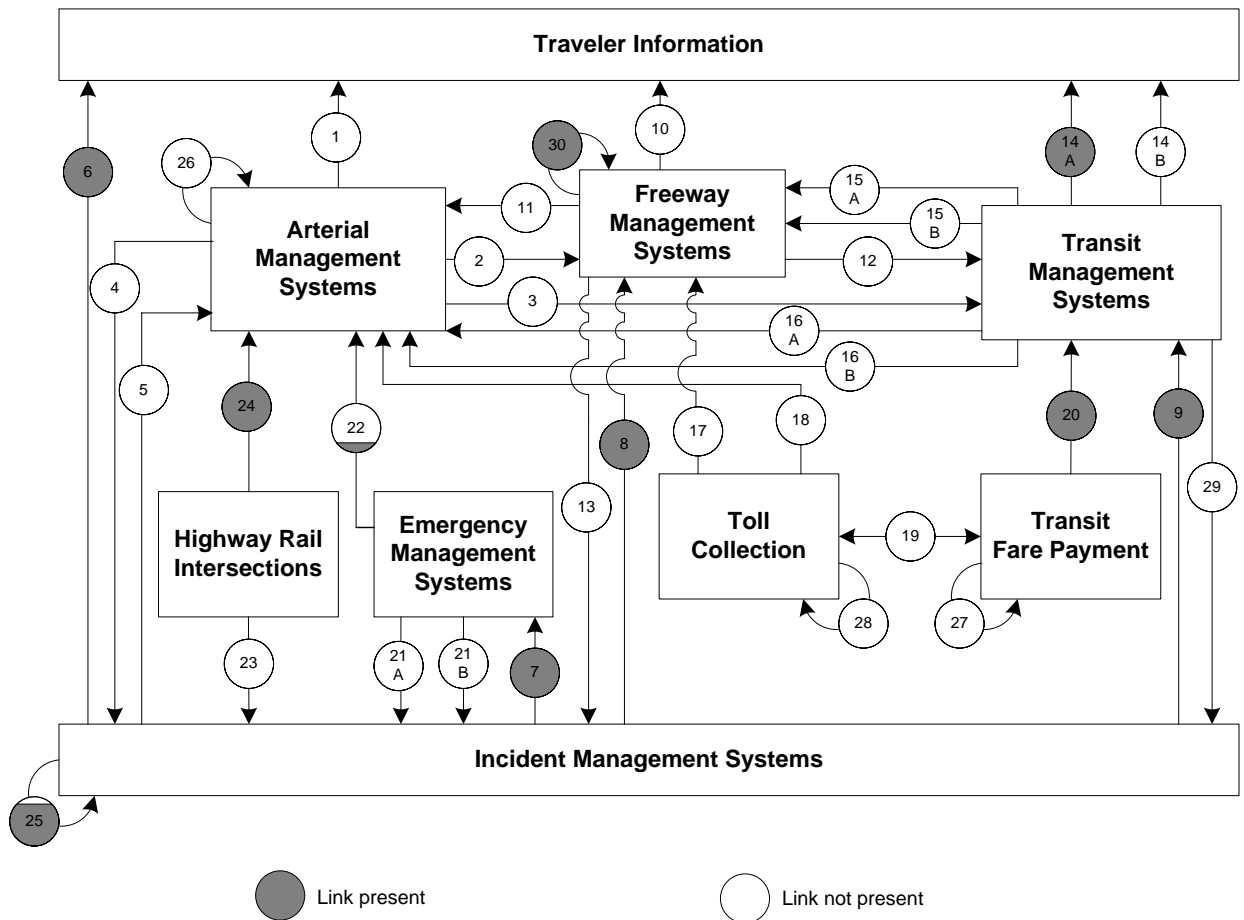 Traveler Information
1
10
6
26
30
14
A
14
B
15
A
Freeway
Management
Systems
11
15
B
Arterial
Management
Systems
2
12
Transit
Management
Systems
4
3
16
A
5
16
B
24
22
8
17
18
20
9
29
13
Highway Rail
Intersections
Emergency
Management
Systems
Toll
Collection
19
Transit
Fare Payment
28
27
23
21
A
21
B
7
Incident Management Systems
25
Link present
Link not present